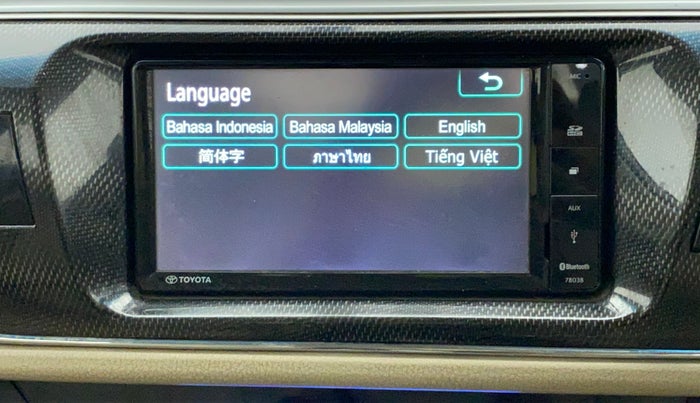 Language
MIC
Bahasa Indonesia Bahasa Malaysia English
简体字 ภาษาไทย Tiếng Việt
AUX
TOYOTA
Bluetooth
78038